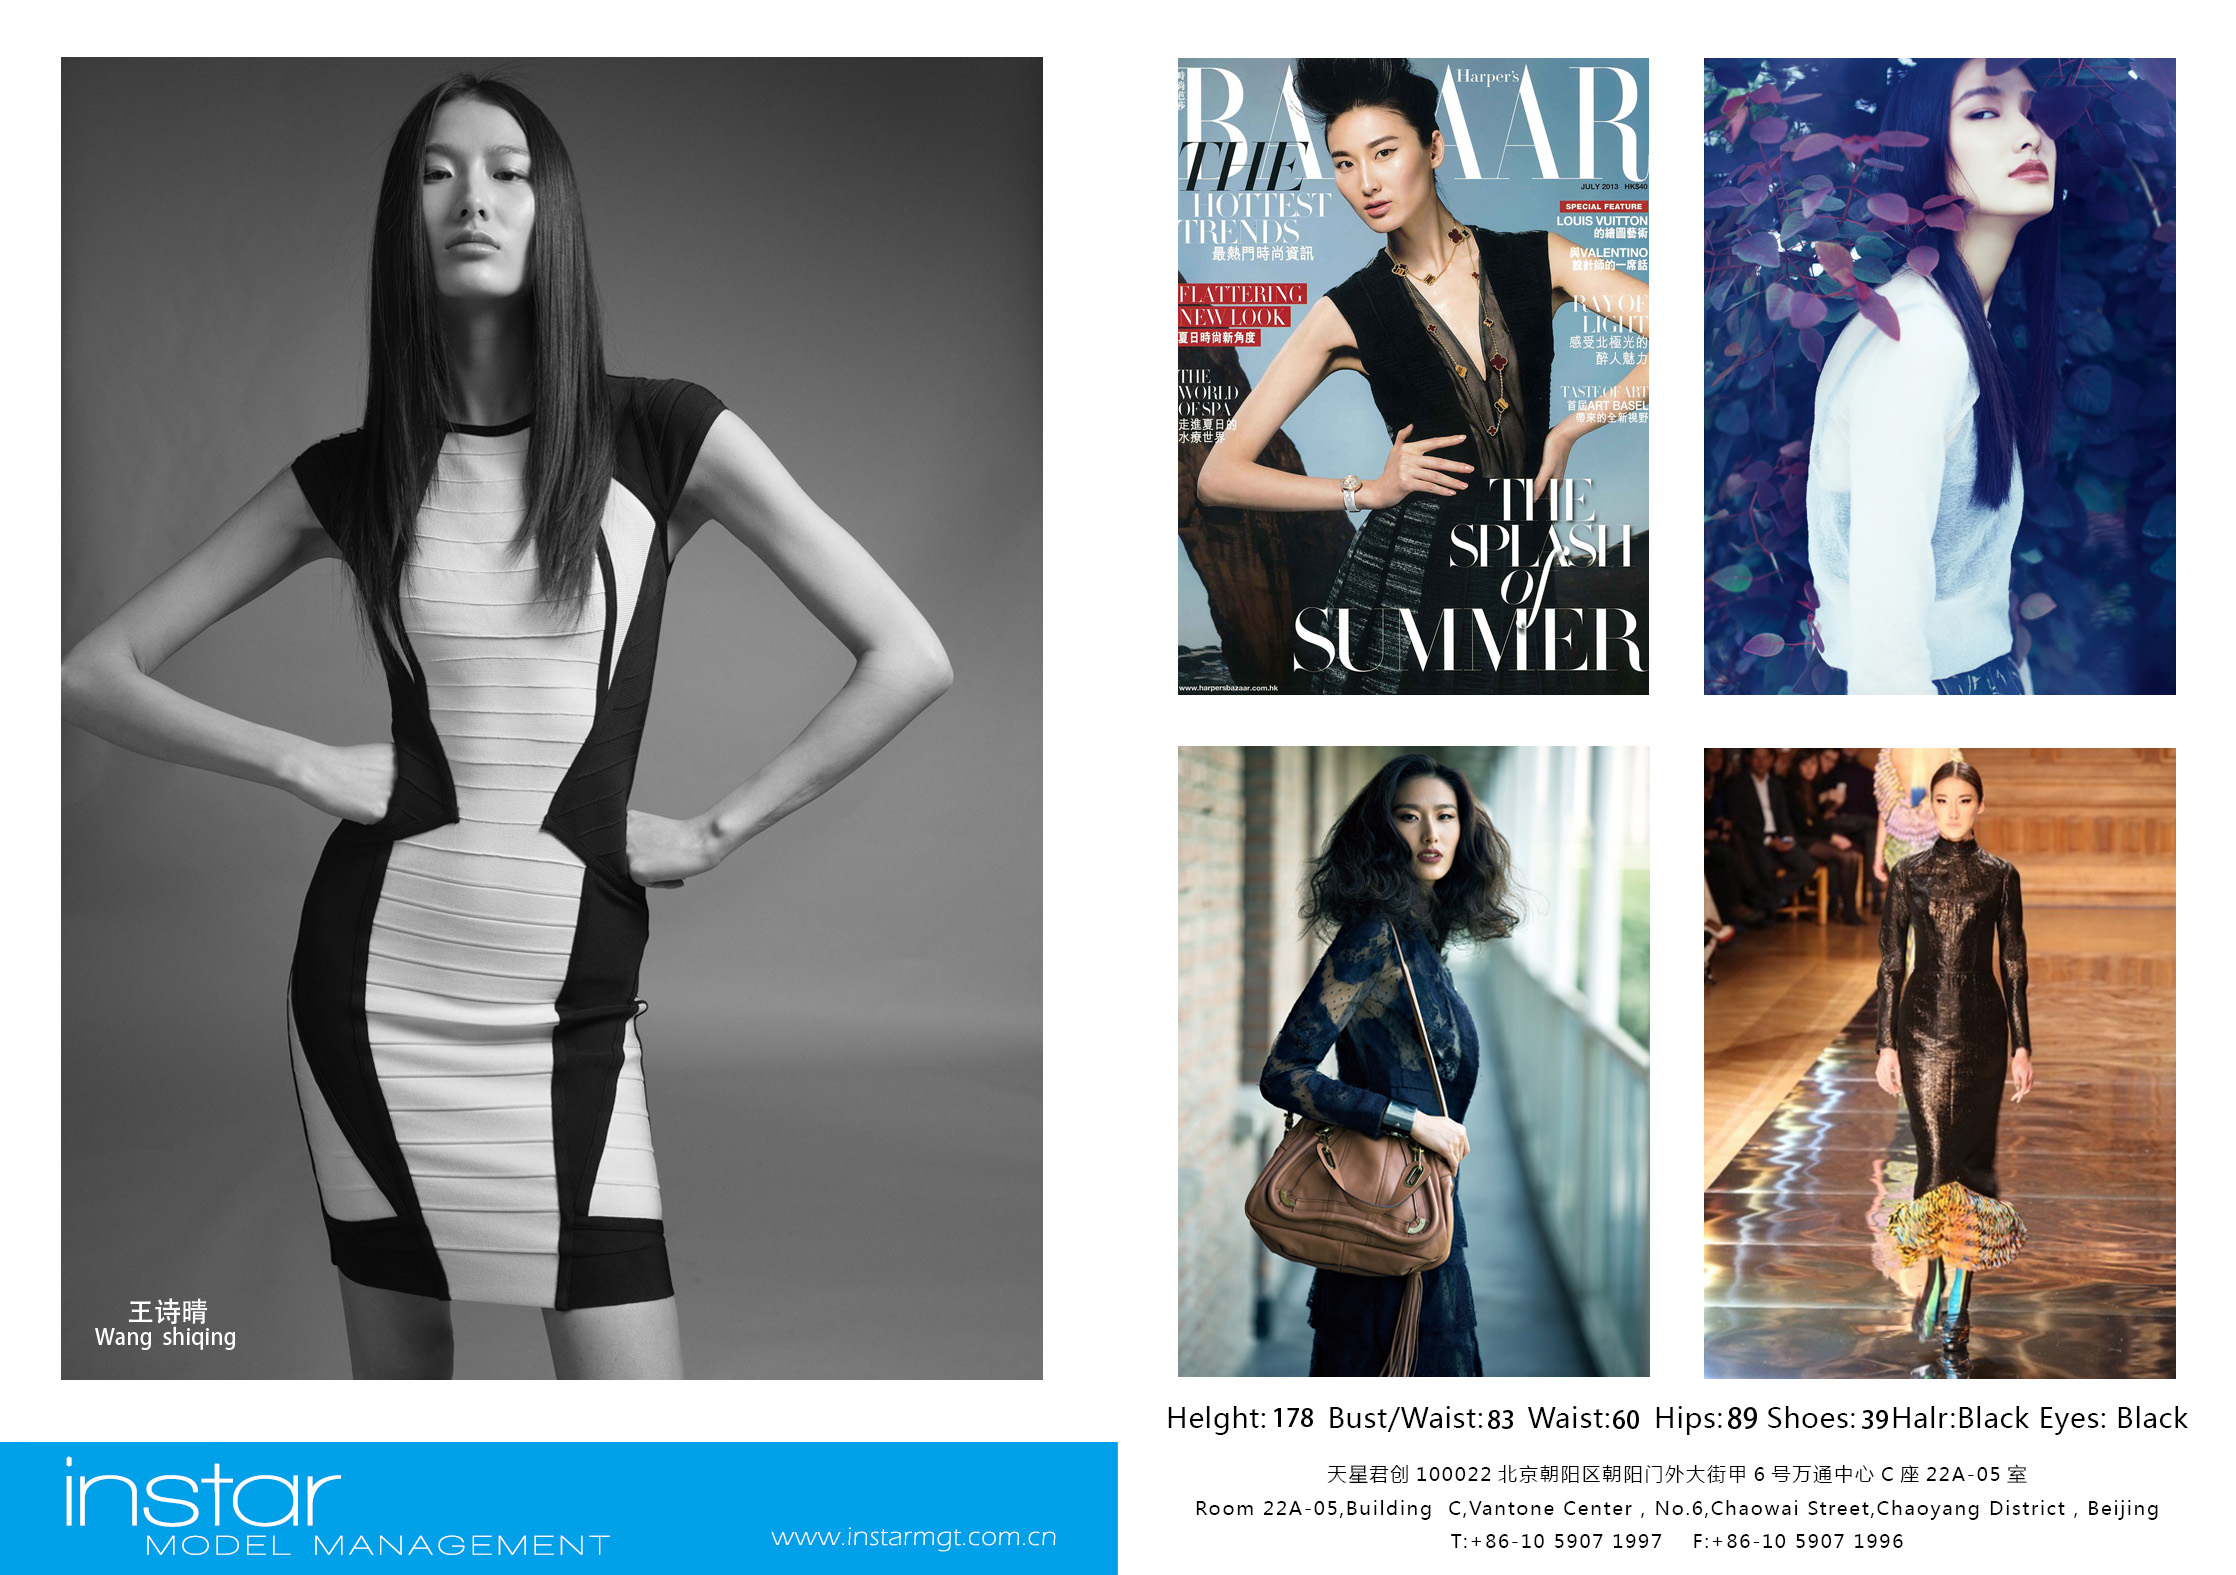 王诗晴
Wang shiqing
instar
MODEL MANAGEMENT
www.instarmgt.com.cn
時尚芭莎
Harper's
BAZAAR
JULY 2013 HK$40
THE
HOTTEST
TRENDS
最熱門時尚資訊
FLATTERING
NEW LOOK
夏日時尚新角度
THE
WORLD
OF SPA
走進夏日的
水療世界
SPECIAL FEATURE
LOUIS VUITTON
的繪圖藝術
與VALENTINO
設計師的一席話
RAY OF
LIGHT
感受北極光的
醉人魅力
TASTE OF ART
首屆ART BASEL
帶來的全新視野
THE
SPLASH
of
SUMMER
www.harpersbazaar.com.hk
Helght: 178 Bust/Waist:83 Waist:60 Hips:89 Shoes:39Halr:Black Eyes: Black
天星君创 100022 北京朝阳区朝阳门外大街甲 6 号万通中心 C 座 22A-05 室
Room 22A-05,Building C,Vantone Center , No.6,Chaowai Street,Chaoyang District , Beijing
T:+86-10 5907 1997 F:+86-10 5907 1996